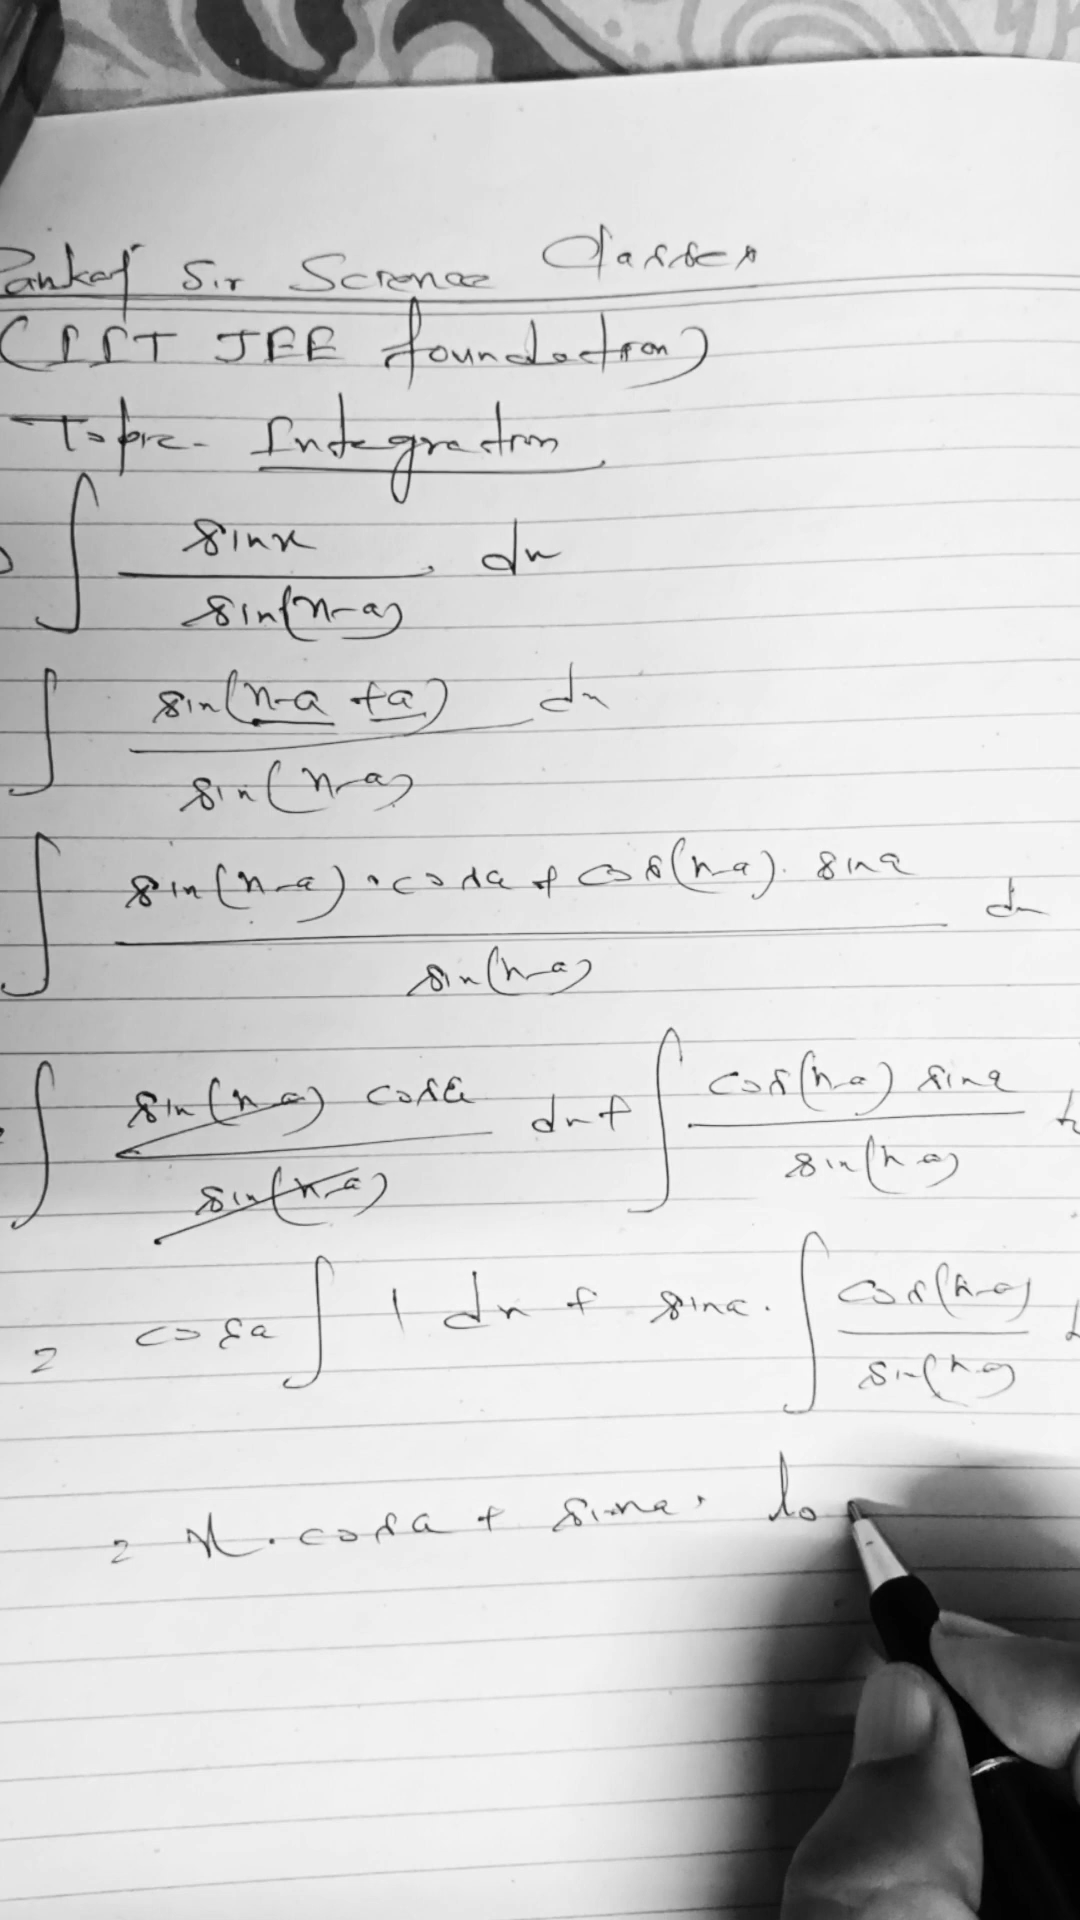 Pankaj Sir Science Classes
(IIT JEE foundation)
Topic- Integration
∫ sinx / sin(x-a) dx
∫ sin(x-a+a) / sin(x-a) dx
∫ sin(x-a)·cosa + cos(x-a)·sina / sin(x-a) dx
∫ sin(x-a) cosa / sin(x-a) dx + ∫ cos(x-a) sina / sin(x-a)
= cosa ∫ 1 dx + sina. ∫ cos(x-a) / sin(x-a)
= x.cosa + sina. lo